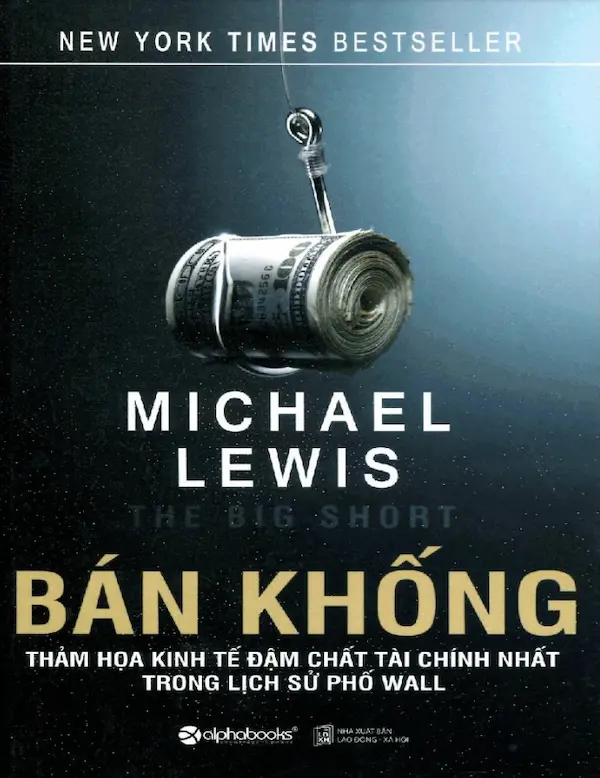 NEW YORK TIMES BESTSELLER
100
MICHAEL
LEWIS
THE BIG SHORT
BÁN KHỐNG
THẢM HỌA KINH TẾ ĐẬM CHẤT TÀI CHÍNH NHẤT
TRONG LỊCH SỬ PHỐ WALL
alphabooks
NHÀ XUẤT BẢN
LAO ĐỘNG - XÃ HỘI